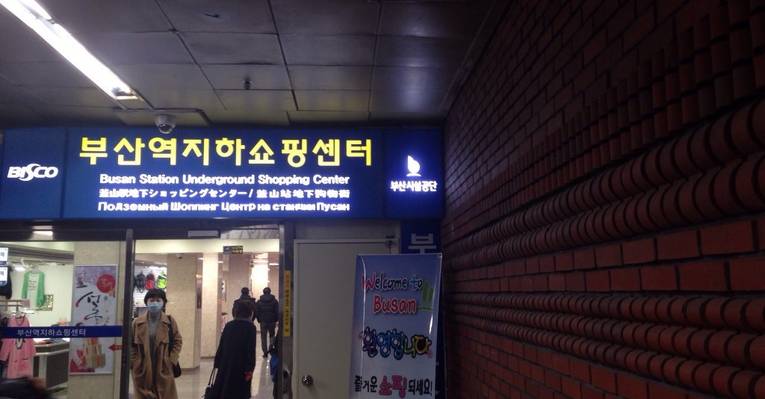 BISCO
부산역지하쇼핑센터
Busan Station Underground Shopping Center
釜山駅地下ショッピングセンター / 釜山站地下购物街
Подземный Шоппинг Центр на станции Пусан
부산시설공단
부
부산역지하쇼핑센터
Welcome to
Busan
환영합니다
즐거운 쇼핑 되세요!